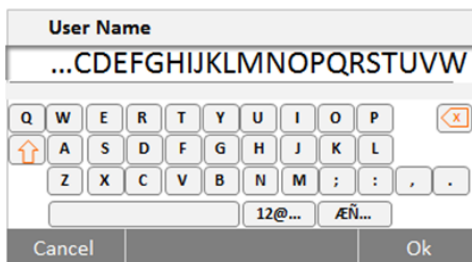 User Name
...CDEFGHIJKLMNOPQRSTUVW
Q W E R T Y U I O P X
A S D F G H J K L
Z X C V B N M ; : , .
12@... ÆÑ...
Cancel Ok